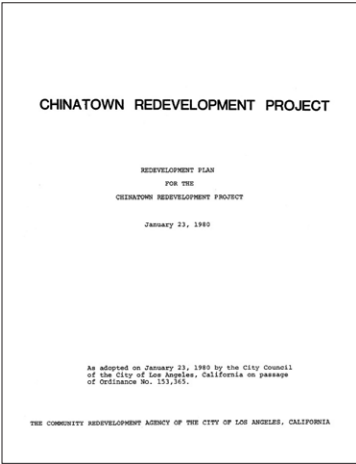 CHINATOWN REDEVELOPMENT PROJECT
REDEVELOPMENT PLAN
FOR THE
CHINATOWN REDEVELOPMENT PROJECT
January 23, 1980
As adopted on January 23, 1980 by the City Council
of the City of Los Angeles, California on passage
of Ordinance No. 153,365.
THE COMMUNITY REDEVELOPMENT AGENCY OF THE CITY OF LOS ANGELES, CALIFORNIA